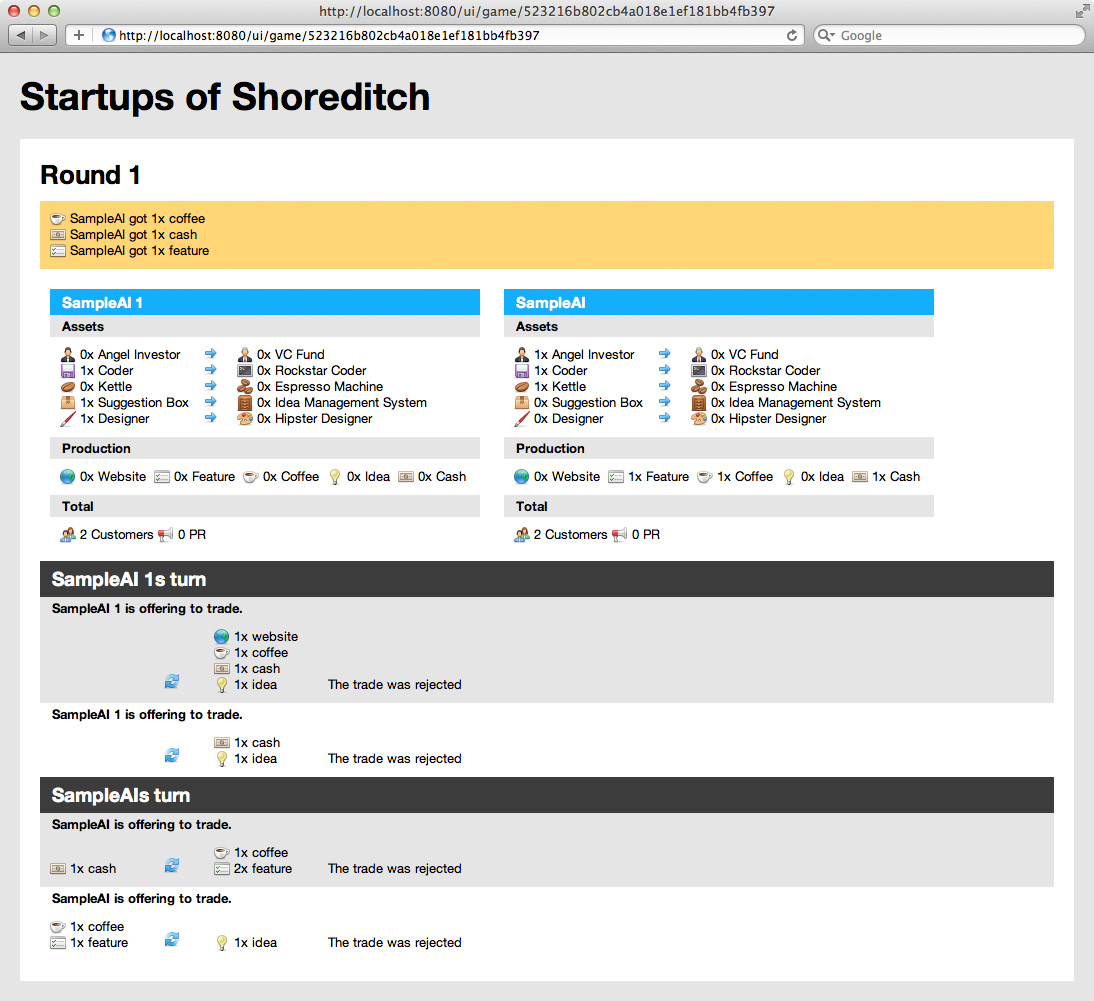 http://localhost:8080/ui/game/523216b802cb4a018e1ef181bb4fb397
http://localhost:8080/ui/game/523216b802cb4a018e1ef181bb4fb397 Google
Startups of Shoreditch
Round 1
SampleAI got 1x coffee
SampleAI got 1x cash
SampleAI got 1x feature
SampleAI 1
Assets
0x Angel Investor 0x VC Fund
1x Coder 0x Rockstar Coder
0x Kettle 0x Espresso Machine
1x Suggestion Box 0x Idea Management System
1x Designer 0x Hipster Designer
Production
0x Website 0x Feature 0x Coffee 0x Idea 0x Cash
Total
2 Customers 0 PR
SampleAI
Assets
1x Angel Investor 0x VC Fund
1x Coder 0x Rockstar Coder
1x Kettle 0x Espresso Machine
0x Suggestion Box 0x Idea Management System
0x Designer 0x Hipster Designer
Production
0x Website 1x Feature 1x Coffee 0x Idea 1x Cash
Total
2 Customers 0 PR
SampleAI 1s turn
SampleAI 1 is offering to trade.
1x website
1x coffee
1x cash
1x idea The trade was rejected
SampleAI 1 is offering to trade.
1x cash
1x idea The trade was rejected
SampleAIs turn
SampleAI is offering to trade.
1x coffee
1x cash 2x feature The trade was rejected
SampleAI is offering to trade.
1x coffee
1x feature 1x idea The trade was rejected